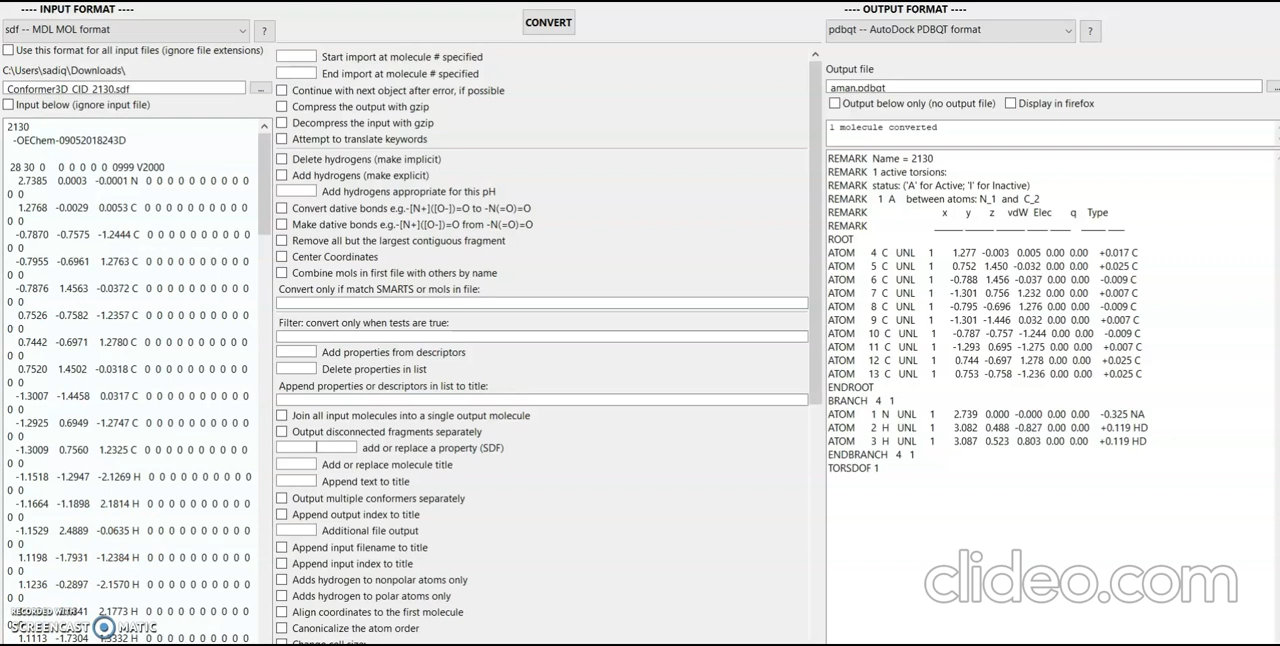 ---- INPUT FORMAT ----
sdf -- MDL MOL format
?
Use this format for all input files (ignore file extensions)
C:\Users\sadiq\Downloads\
Conformer3D_CID_2130.sdf
...
Input below (ignore input file)
2130
-OEChem-09052018243D
28 30 0 0 0 0 0 0 0999 V2000
2.7385 0.0003 -0.0001 N 0 0 0 0 0 0 0 0 0 0
0 0
1.2768 -0.0029 0.0053 C 0 0 0 0 0 0 0 0 0 0
0 0
-0.7870 -0.7575 -1.2444 C 0 0 0 0 0 0 0 0 0 0
0 0
-0.7955 -0.6961 1.2763 C 0 0 0 0 0 0 0 0 0 0
0 0
-0.7876 1.4563 -0.0372 C 0 0 0 0 0 0 0 0 0 0
0 0
0.7526 -0.7582 -1.2357 C 0 0 0 0 0 0 0 0 0 0
0 0
0.7442 -0.6971 1.2780 C 0 0 0 0 0 0 0 0 0 0
0 0
0.7520 1.4502 -0.0318 C 0 0 0 0 0 0 0 0 0 0
0 0
-1.3007 -1.4458 0.0317 C 0 0 0 0 0 0 0 0 0 0
0 0
-1.2925 0.6949 -1.2747 C 0 0 0 0 0 0 0 0 0 0
0 0
-1.3009 0.7560 1.2325 C 0 0 0 0 0 0 0 0 0 0
0 0
-1.1518 -1.2947 -2.1269 H 0 0 0 0 0 0 0 0 0 0
0 0
-1.1664 -1.1898 2.1814 H 0 0 0 0 0 0 0 0 0 0
0 0
-1.1529 2.4889 -0.0635 H 0 0 0 0 0 0 0 0 0 0
0 0
1.1198 -1.7931 -1.2384 H 0 0 0 0 0 0 0 0 0 0
0 0
1.1236 -0.2897 -2.1570 H 0 0 0 0 0 0 0 0 0 0
0 0
2.1773 H 0 0 0 0 0 0 0 0 0 0
1.1113 -1.7304 H 0 0 0 0 0 0 0 0 0 0
RECORDED WITH
SCREENCAST MATIC
CONVERT
Start import at molecule # specified
End import at molecule # specified
Continue with next object after error, if possible
Compress the output with gzip
Decompress the input with gzip
Attempt to translate keywords
Delete hydrogens (make implicit)
Add hydrogens (make explicit)
Add hydrogens appropriate for this pH
Convert dative bonds e.g.-[N+]([O-])=O to -N(=O)=O
Make dative bonds e.g.-[N+]([O-])=O from -N(=O)=O
Remove all but the largest contiguous fragment
Center Coordinates
Combine mols in first file with others by name
Convert only if match SMARTS or mols in file:
Filter: convert only when tests are true:
Add properties from descriptors
Delete properties in list
Append properties or descriptors in list to title:
Join all input molecules into a single output molecule
Output disconnected fragments separately
add or replace a property (SDF)
Add or replace molecule title
Append text to title
Output multiple conformers separately
Append output index to title
Additional file output
Append input filename to title
Append input index to title
Adds hydrogen to nonpolar atoms only
Adds hydrogen to polar atoms only
Align coordinates to the first molecule
Canonicalize the atom order
---- OUTPUT FORMAT ----
pdbqt -- AutoDock PDBQT format
?
Output file
aman.pdbqt
...
Output below only (no output file) Display in firefox
1 molecule converted
REMARK Name = 2130
REMARK 1 active torsions:
REMARK status: ('A' for Active; 'I' for Inactive)
REMARK 1 A between atoms: N_1 and C_2
REMARK x y z vdW Elec q Type
REMARK _____ _____ _____ _____ ____ ____ ___
ROOT
ATOM 4 C UNL 1 1.277 -0.003 0.005 0.00 0.00 +0.017 C
ATOM 5 C UNL 1 0.752 1.450 -0.032 0.00 0.00 +0.025 C
ATOM 6 C UNL 1 -0.788 1.456 -0.037 0.00 0.00 -0.009 C
ATOM 7 C UNL 1 -1.301 0.756 1.232 0.00 0.00 +0.007 C
ATOM 8 C UNL 1 -0.795 -0.696 1.276 0.00 0.00 -0.009 C
ATOM 9 C UNL 1 -1.301 -1.446 0.032 0.00 0.00 +0.007 C
ATOM 10 C UNL 1 -0.787 -0.757 -1.244 0.00 0.00 -0.009 C
ATOM 11 C UNL 1 -1.293 0.695 -1.275 0.00 0.00 +0.007 C
ATOM 12 C UNL 1 0.744 -0.697 1.278 0.00 0.00 +0.025 C
ATOM 13 C UNL 1 0.753 -0.758 -1.236 0.00 0.00 +0.025 C
ENDROOT
BRANCH 4 1
ATOM 1 N UNL 1 2.739 0.000 -0.000 0.00 0.00 -0.325 NA
ATOM 2 H UNL 1 3.082 0.488 -0.827 0.00 0.00 +0.119 HD
ATOM 3 H UNL 1 3.087 0.523 0.803 0.00 0.00 +0.119 HD
ENDBRANCH 4 1
TORSDOF 1
clideo.com